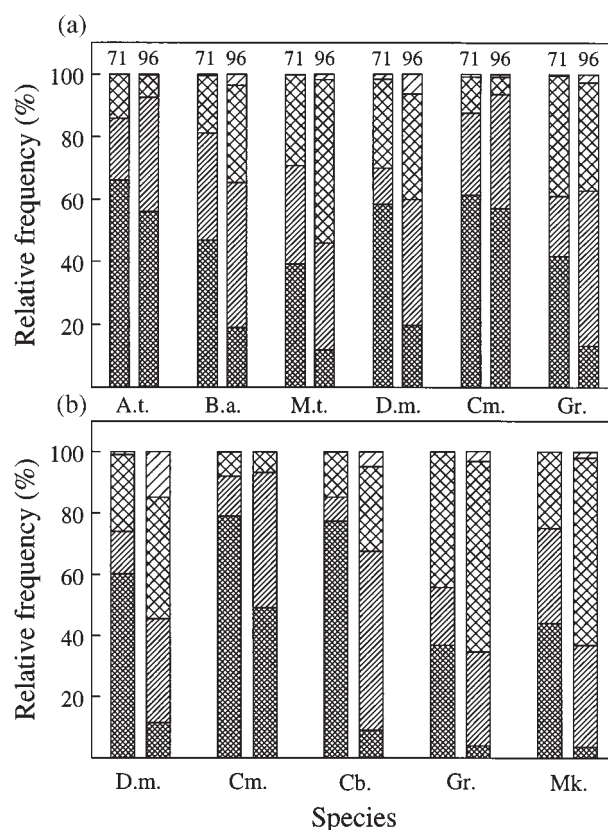 (a)
71 96 71 96 71 96 71 96 71 96 71 96
100
80
60
40
20
Relative frequency (%)
A.t. B.a. M.t. D.m. Cm. Gr.
(b)
100
80
60
40
20
Relative frequency (%)
D.m. Cm. Cb. Gr. Mk.
Species